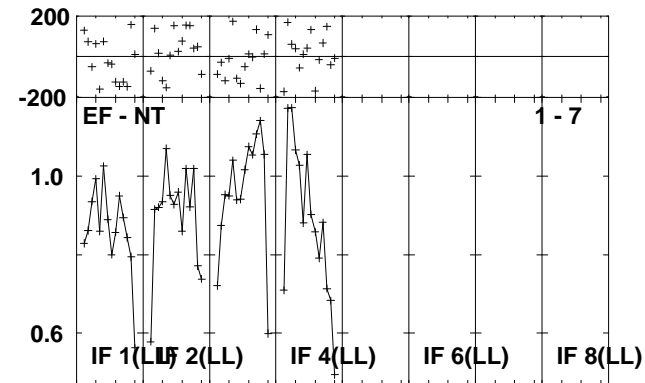 200
-200
EF - NT 1 - 7
1.0
0.6
IF 1(LL) IF 2(LL) IF 4(LL) IF 6(LL) IF 8(LL)